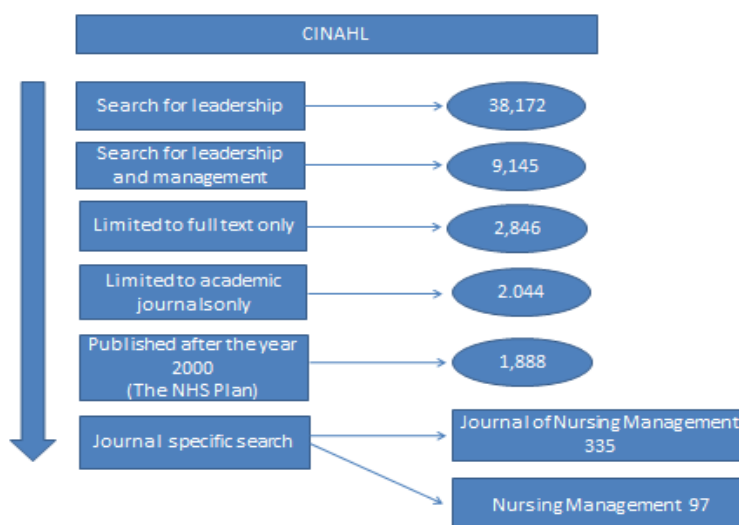 CINAHL
Search for leadership
38,172
Search for leadership
and management
9,145
Limited to full text only
2,846
Limited to academic
journalsonly
2.044
Published after the year
2000
(The NHS Plan)
1,888
Journal specific search
Journal of Nursing Management
335
Nursing Management 97